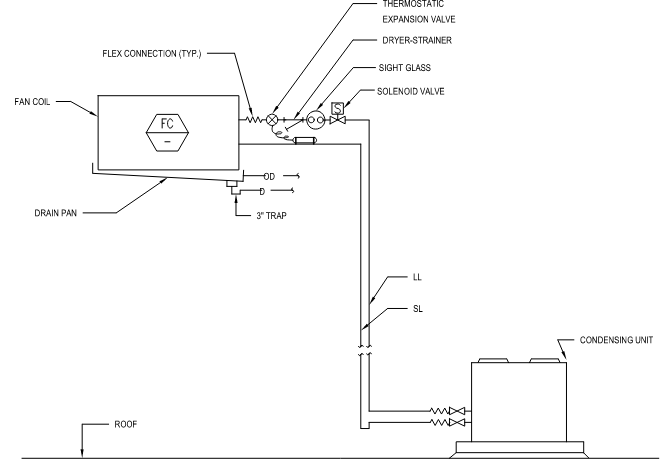 THERMOSTATIC
EXPANSION VALVE
DRYER-STRAINER
FLEX CONNECTION (TYP.)
SIGHT GLASS
SOLENOID VALVE
FAN COIL
S
FC
–
OD
D
DRAIN PAN
3" TRAP
LL
SL
CONDENSING UNIT
ROOF